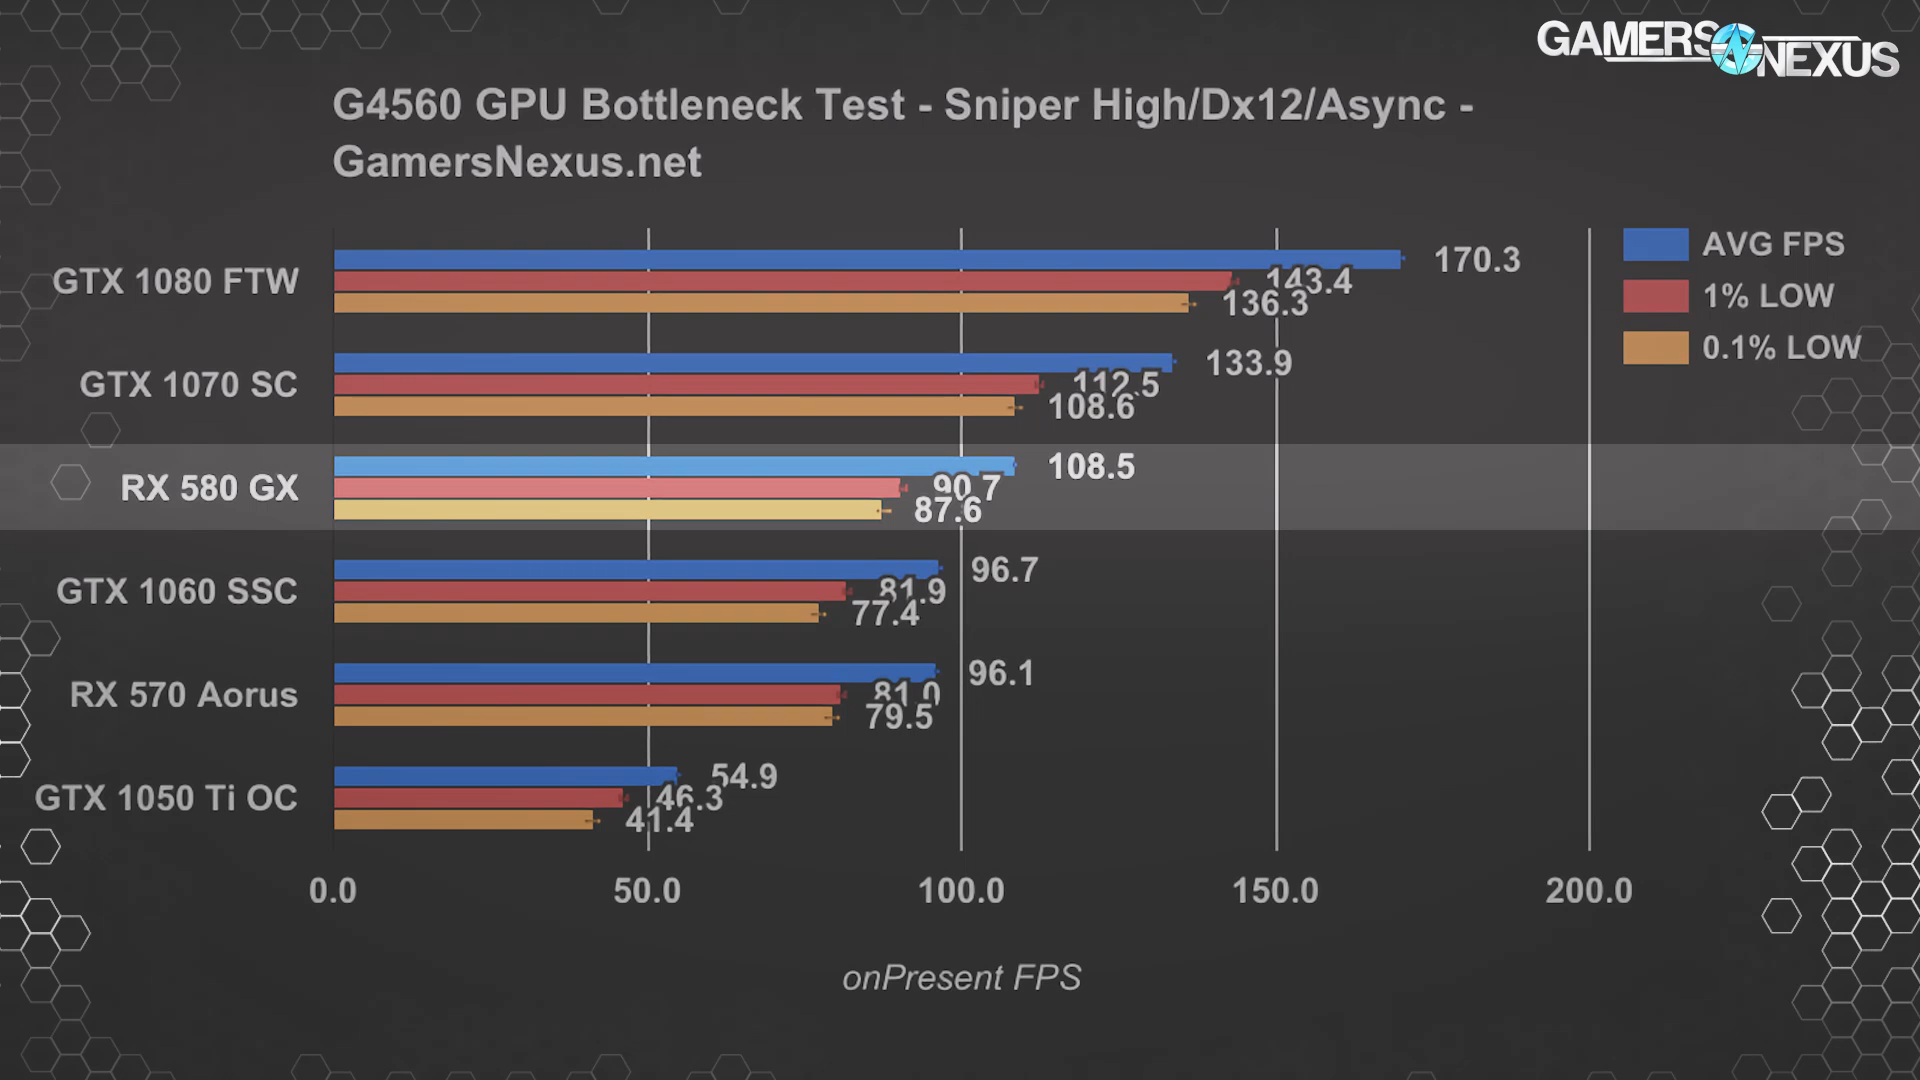 GAMERS NEXUS
G4560 GPU Bottleneck Test - Sniper High/Dx12/Async -
GamersNexus.net
AVG FPS
1% LOW
0.1% LOW
GTX 1080 FTW
170.3
143.4
136.3
GTX 1070 SC
133.9
112.5
108.6
RX 580 GX
108.5
90.7
87.6
GTX 1060 SSC
96.7
81.9
77.4
RX 570 Aorus
96.1
81.0
79.5
GTX 1050 Ti OC
54.9
46.3
41.4
0.0 50.0 100.0 150.0 200.0
onPresent FPS